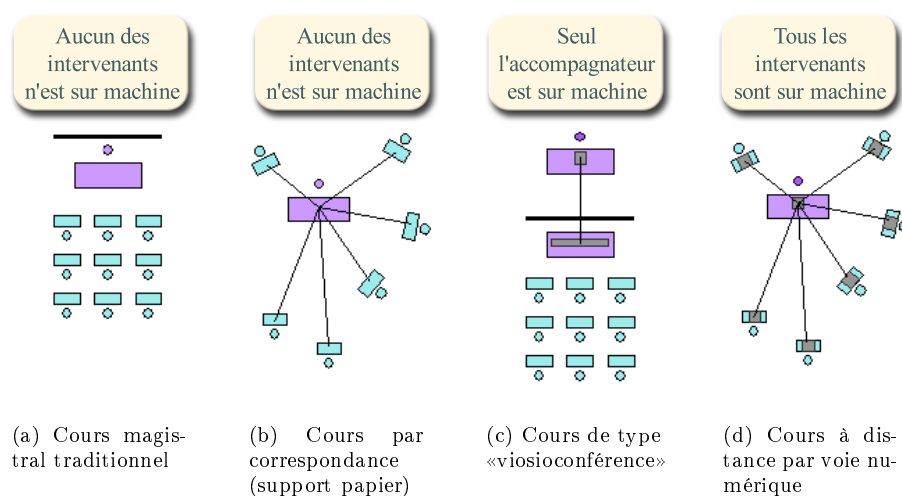 Aucun des
intervenants
n'est sur machine
Aucun des
intervenants
n'est sur machine
Seul
l'accompagnateur
est sur machine
Tous les
intervenants
sont sur machine
(a) Cours magis-
tral traditionnel
(b) Cours par
correspondance
(support papier)
(c) Cours de type
«viosioconférence»
(d) Cours à dis-
tance par voie nu-
mérique